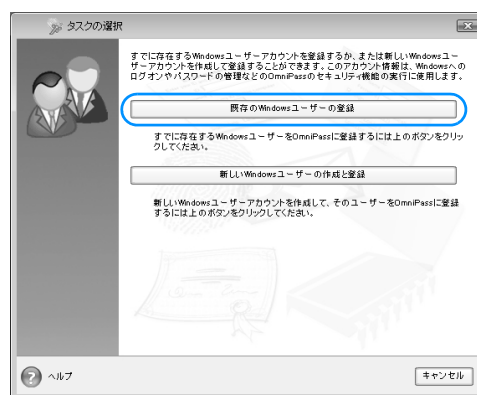 タスクの選択
すでに存在するWindowsユーザーアカウントを登録するか、または新しいWindowsユー
ザーアカウントを作成して登録することができます。このアカウント情報は、Windowsへの
ログオンやパスワードの管理などのOmniPassのセキュリティ機能の実行に使用します。
既存のWindowsユーザーの登録
すでに存在するWindowsユーザーをOmniPassに登録するには上のボタンをクリッ
クしてください。
新しいWindowsユーザーの作成と登録
新しいWindowsユーザーアカウントを作成して、そのユーザーをOmniPassに登録
するには上のボタンをクリックしてください。
ヘルプ
キャンセル